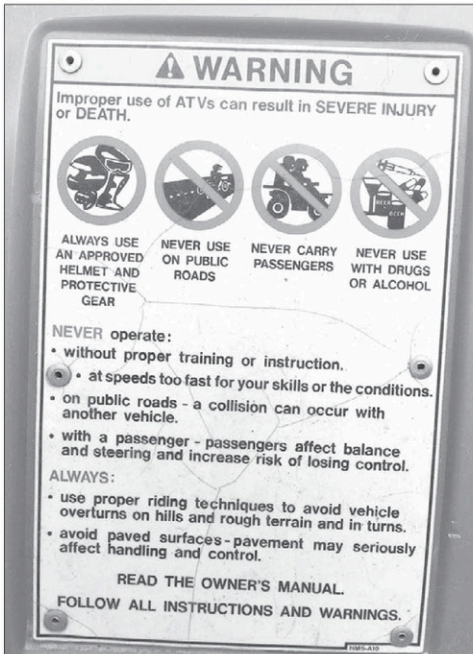 WARNING
Improper use of ATVs can result in SEVERE INJURY
or DEATH.
BEER
BEER
ALWAYS USE
AN APPROVED
HELMET AND
PROTECTIVE
GEAR
NEVER USE
ON PUBLIC
ROADS
NEVER CARRY
PASSENGERS
NEVER USE
WITH DRUGS
OR ALCOHOL
NEVER operate:
• without proper training or instruction.
• at speeds too fast for your skills or the conditions.
• on public roads - a collision can occur with
another vehicle.
• with a passenger - passengers affect balance
and steering and increase risk of losing control.
ALWAYS:
• use proper riding techniques to avoid vehicle
overturns on hills and rough terrain and in turns.
• avoid paved surfaces - pavement may seriously
affect handling and control.
READ THE OWNER'S MANUAL.
FOLLOW ALL INSTRUCTIONS AND WARNINGS.